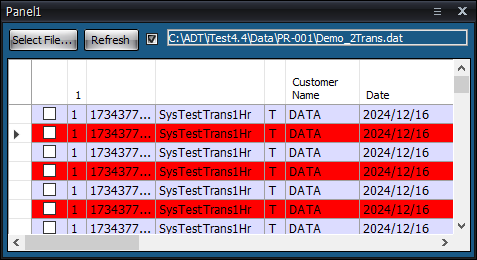 Panel1
Select File... Refresh C:\ADT\iTest4.4\Data\PR-001\Demo_2Trans.dat
1 Customer Name Date
1 1734377... SysTestTrans1Hr T DATA 2024/12/16
1 1734377... SysTestTrans1Hr T DATA 2024/12/16
1 1734377... SysTestTrans1Hr T DATA 2024/12/16
1 1734377... SysTestTrans1Hr T DATA 2024/12/16
1 1734377... SysTestTrans1Hr T DATA 2024/12/16
1 1734377... SysTestTrans1Hr T DATA 2024/12/16
1 1734377... SysTestTrans1Hr T DATA 2024/12/16